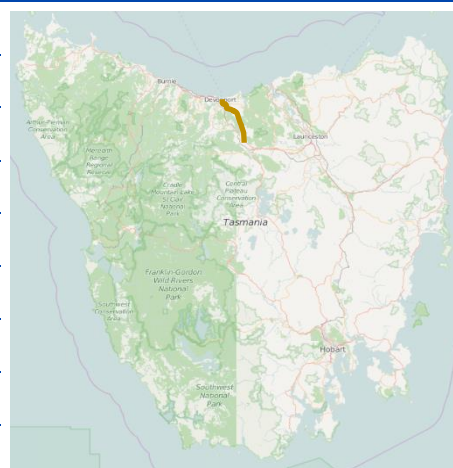 Burnie
Devonport
Arthur-Pieman
Conservation
Area
Launceston
Meredith
Range
Regional
Reserve
Cradle
Mountain-Lake
St Clair
National
Park
Central
Plateau
Conservation
Area
Tasmania
Franklin-Gordon
Wild Rivers
National
Park
Southwest
Conservation
Area
Hobart
Southwest
National
Park